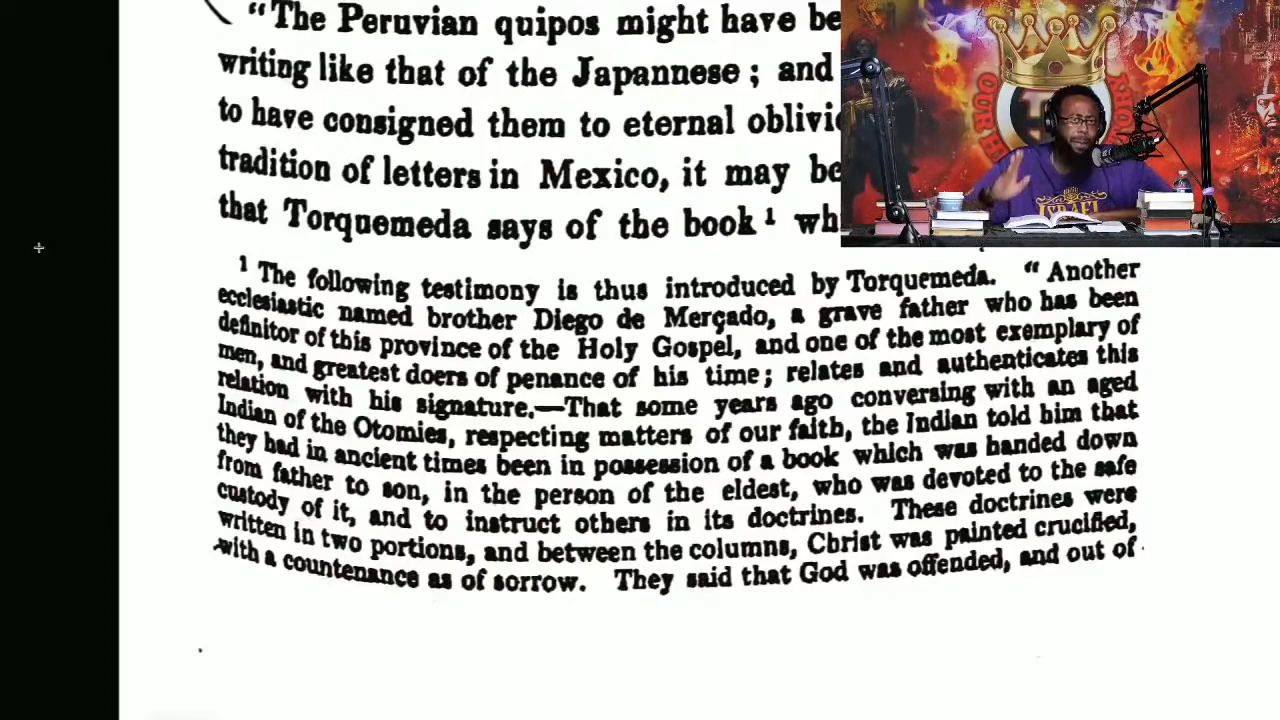 "The Peruvian quipos might have be
writing like that of the Japannese; and
to have consigned them to eternal oblivi
tradition of letters in Mexico, it may be
that Torquemeda says of the book ¹ wh
¹ The following testimony is thus introduced by Torquemeda. "Another
ecclesiastic named brother Diego de Merçado, a grave father who has been
definitor of this province of the Holy Gospel, and one of the most exemplary of
men, and greatest doers of penance of his time; relates and authenticates this
relation with his signature.—That some years ago conversing with an aged
Indian of the Otomies, respecting matters of our faith, the Indian told him that
they had in ancient times been in possession of a book which was handed down
from father to son, in the person of the eldest, who was devoted to the safe
custody of it, and to instruct others in its doctrines. These doctrines were
written in two portions, and between the columns, Christ was painted crucified,
with a countenance as of sorrow. They said that God was offended, and out of
OUR
ISRAEL